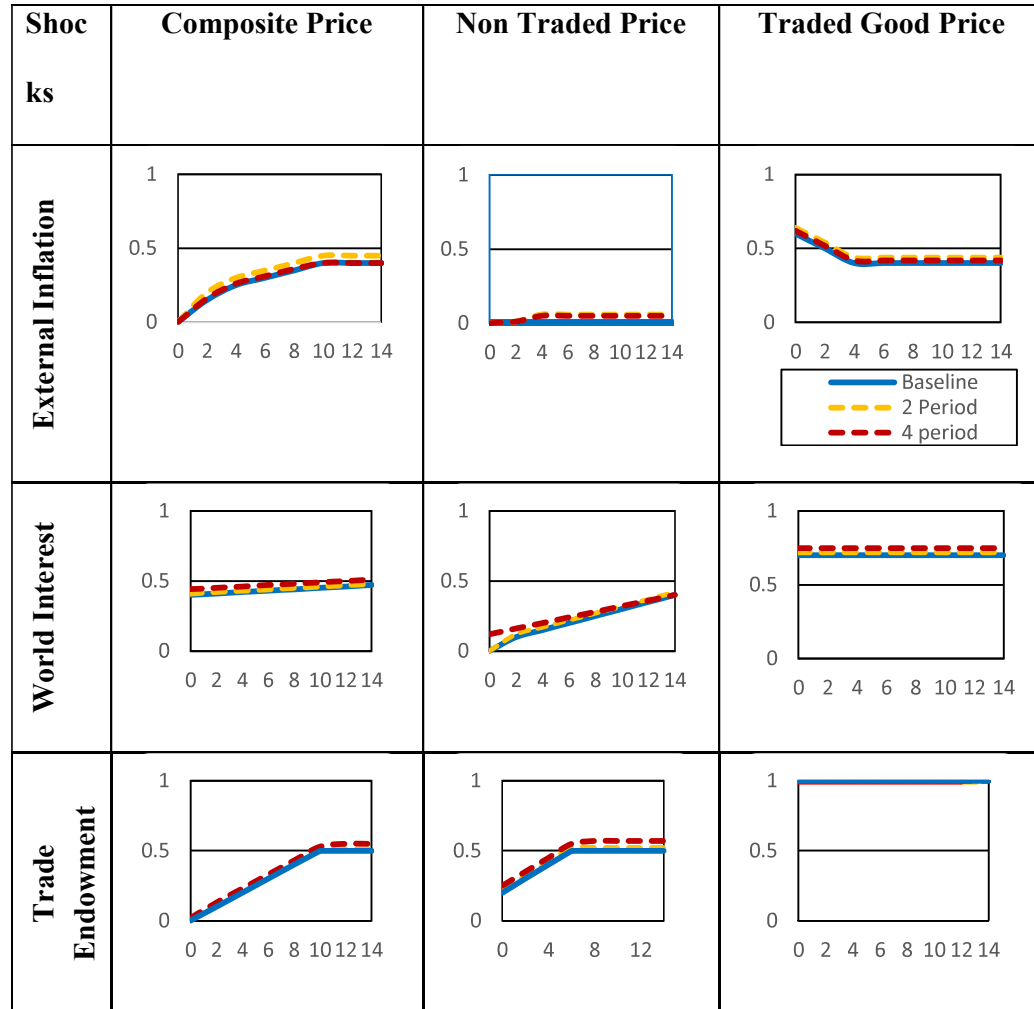 Shoc
ks
Composite Price
Non Traded Price
Traded Good Price
External Inflation
1
0.5
0
0 2 4 6 8 10 12 14
1
0.5
0
0 2 4 6 8 10 12 14
1
0.5
0
0 2 4 6 8 10 12 14
Baseline
2 Period
4 period
World Interest
1
0.5
0
0 2 4 6 8 10 12 14
1
0.5
0
0 2 4 6 8 10 12 14
1
0.5
0
0 2 4 6 8 10 12 14
Trade
Endowment
1
0.5
0
0 2 4 6 8 10 12 14
1
0.5
0
0 2 4 6 8 12
1
0.5
0
0 2 4 6 8 10 12 14